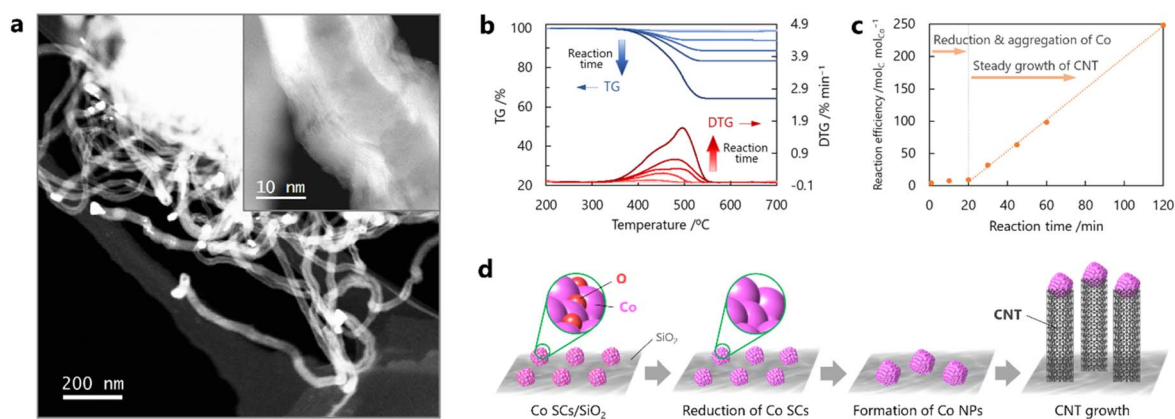 a
10 nm
200 nm
b
TG /%
100
80
60
40
20
Reaction
time
TG
DTG
Reaction
time
4.9
3.9
2.9
1.9
0.9
-0.1
DTG /% min⁻¹
200
300
400
500
600
700
Temperature /ºC
c
Reaction efficiency /mol_C mol_Co⁻¹
250
200
150
100
50
0
Reduction & aggregation of Co
Steady growth of CNT
0
20
40
60
80
100
120
Reaction time /min
d
O
Co
SiO₂
CNT
Co SCs/SiO₂
Reduction of Co SCs
Formation of Co NPs
CNT growth